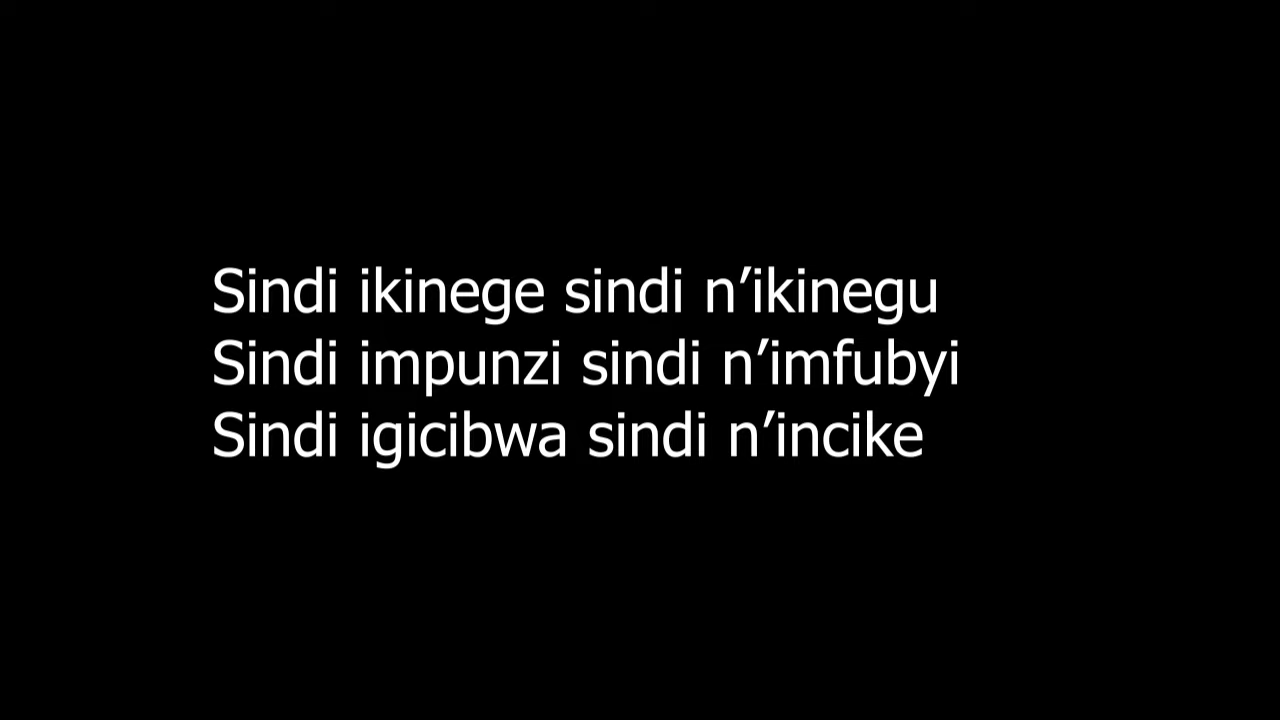 Sindi ikinege sindi n’ikinegu
Sindi impunzi sindi n’imfubyi
Sindi igicibwa sindi n’incike